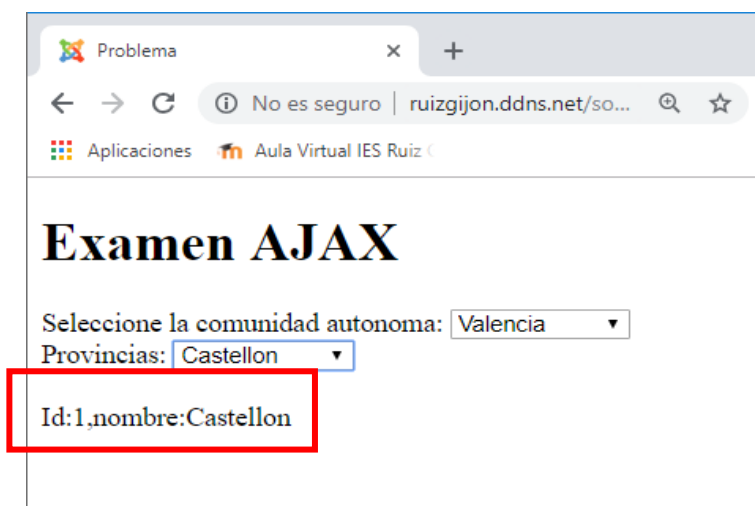 Problema
No es seguro | ruizgijon.ddns.net/so...
Aplicaciones Aula Virtual IES Ruiz
Examen AJAX
Seleccione la comunidad autonoma: Valencia
Provincias: Castellon
Id:1,nombre:Castellon